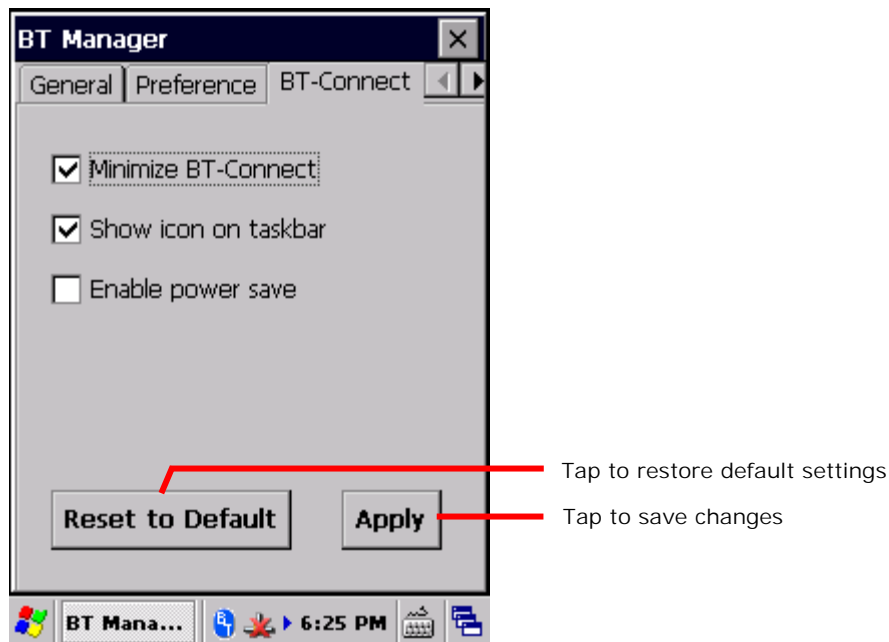 BT Manager
General Preference BT-Connect
Minimize BT-Connect
Show icon on taskbar
Enable power save
Tap to restore default settings
Reset to Default Apply Tap to save changes
BT Mana... 6:25 PM